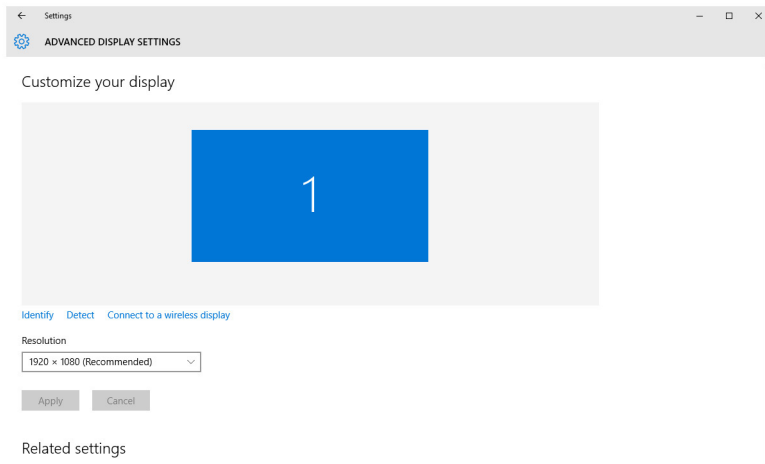 Settings
ADVANCED DISPLAY SETTINGS
Customize your display
1
Identify Detect Connect to a wireless display
Resolution
1920 × 1080 (Recommended)
Apply Cancel
Related settings